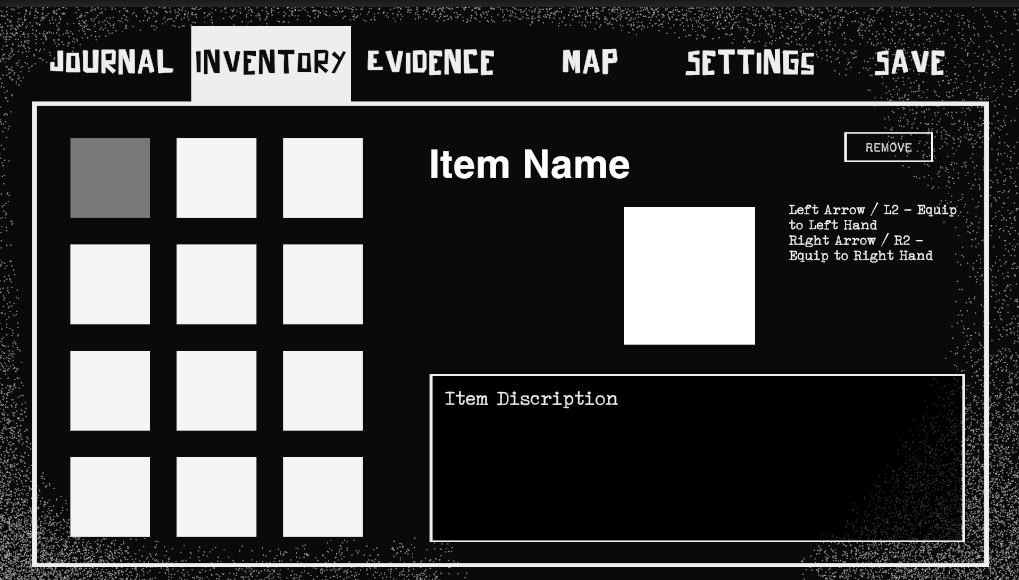 JOURNAL INVENTORY EVIDENCE MAP SETTINGS SAVE
Item Name
REMOVE
Left Arrow / L2 - Equip
to Left Hand
Right Arrow / R2 -
Equip to Right Hand
Item Discription